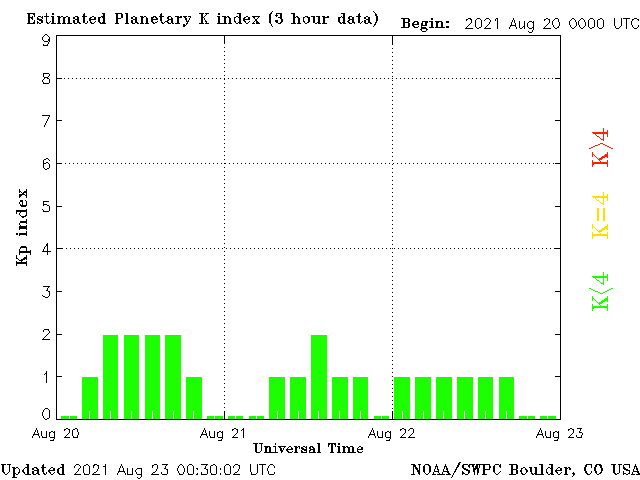 Estimated Planetary K index (3 hour data) Begin: 2021 Aug 20 0000 UTC
9
8
7
6
5
4
3
2
1
0
Kp index
K>4
K=4
K<4
Aug 20 Aug 21 Aug 22 Aug 23
Universal Time
Updated 2021 Aug 23 00:30:02 UTC NOAA/SWPC Boulder, CO USA